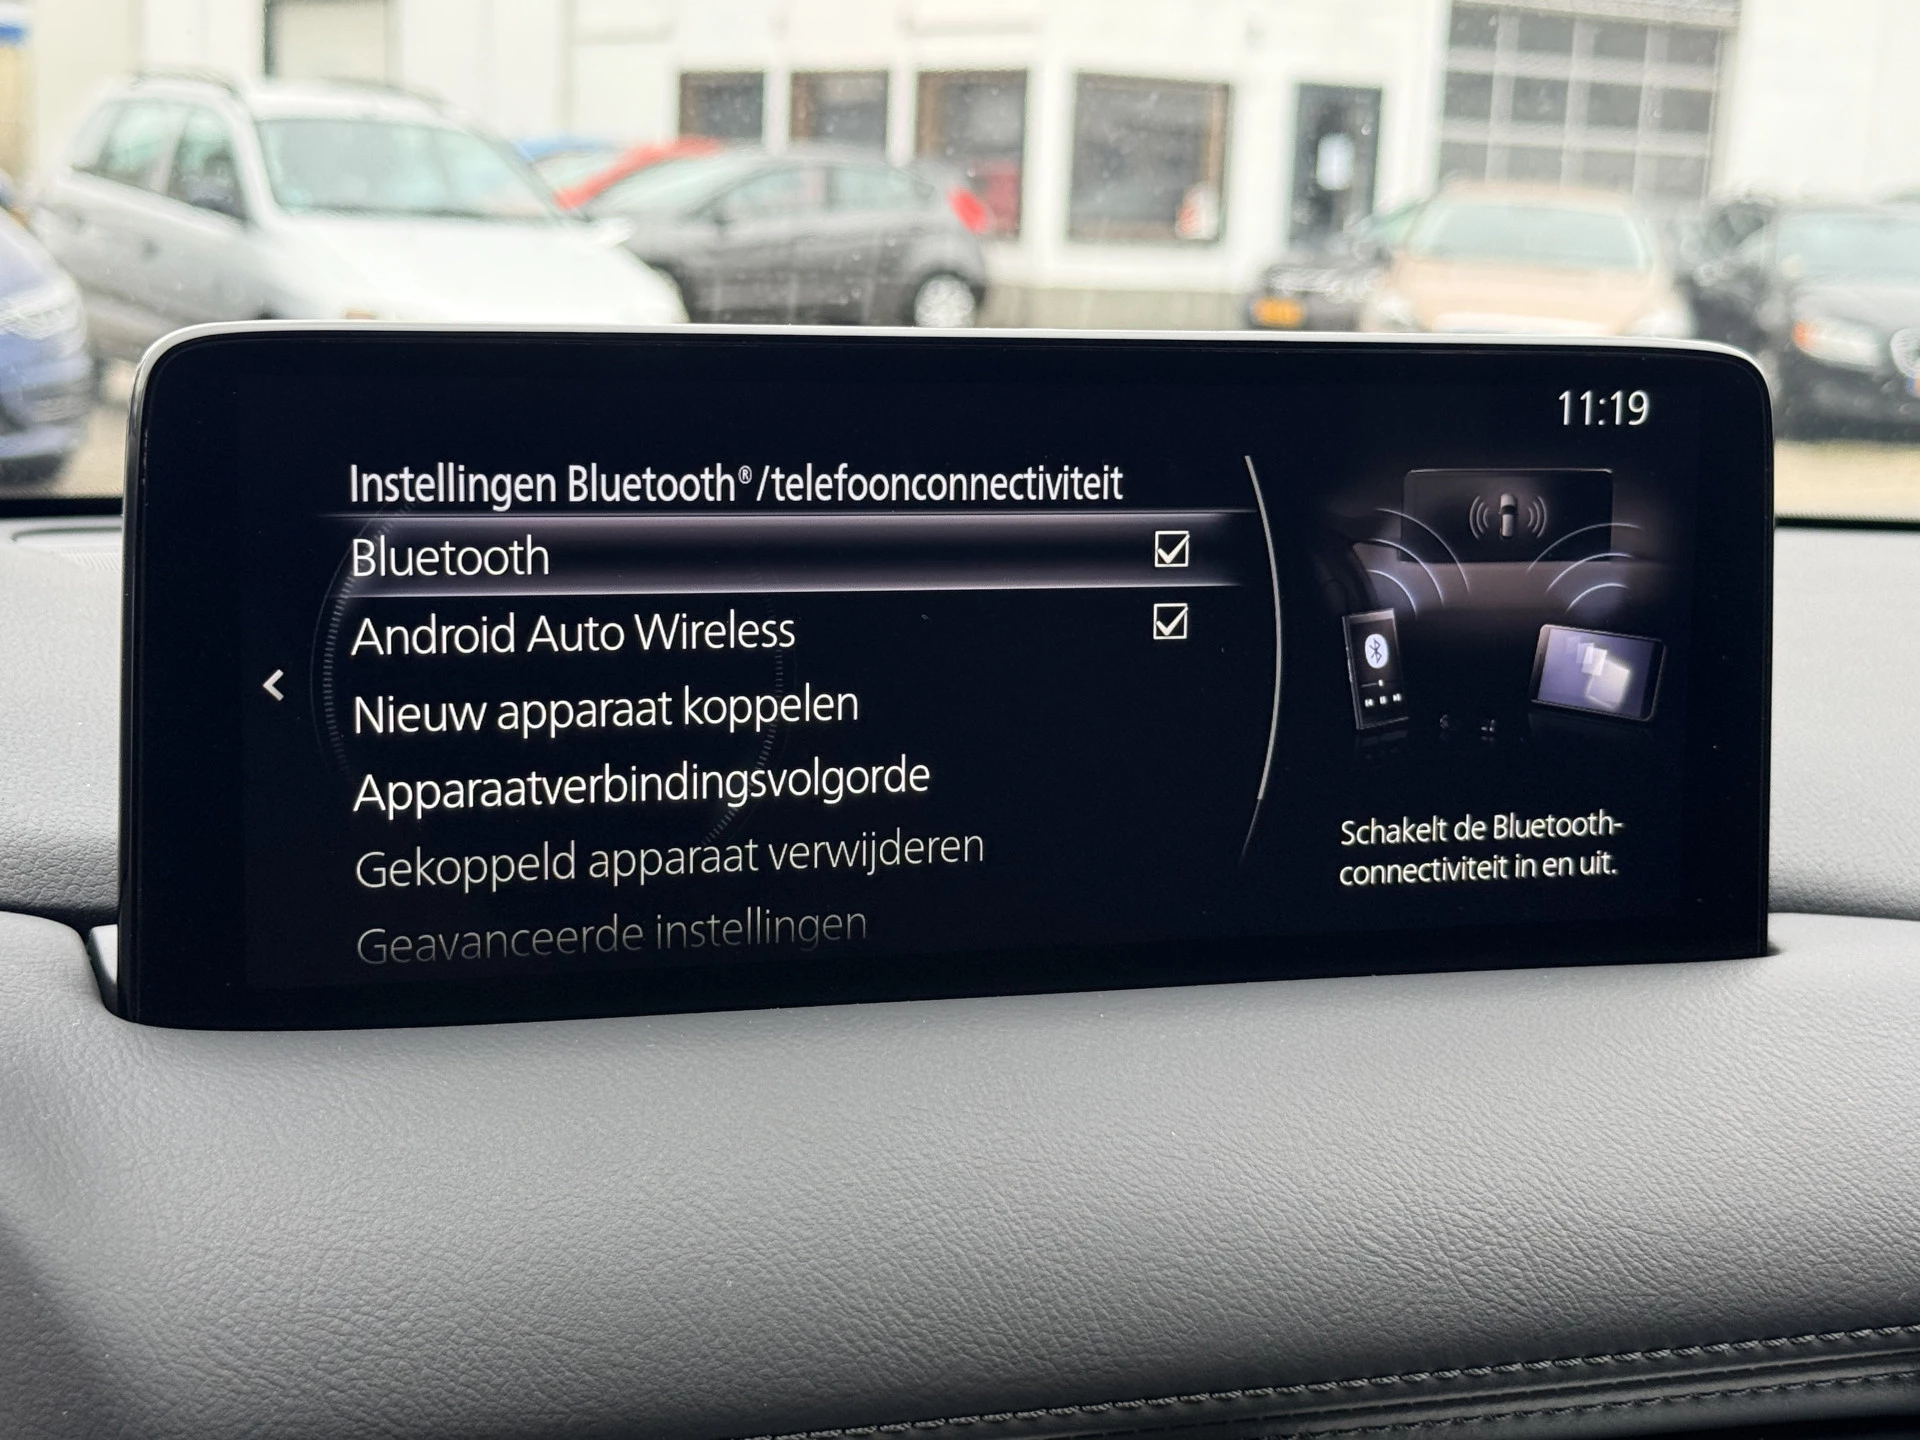 11:19
Instellingen Bluetooth®/telefoonconnectiviteit
Bluetooth
Android Auto Wireless
Nieuw apparaat koppelen
Apparaatverbindingsvolgorde
Gekoppeld apparaat verwijderen
Geavanceerde instellingen
Schakelt de Bluetooth-
connectiviteit in en uit.